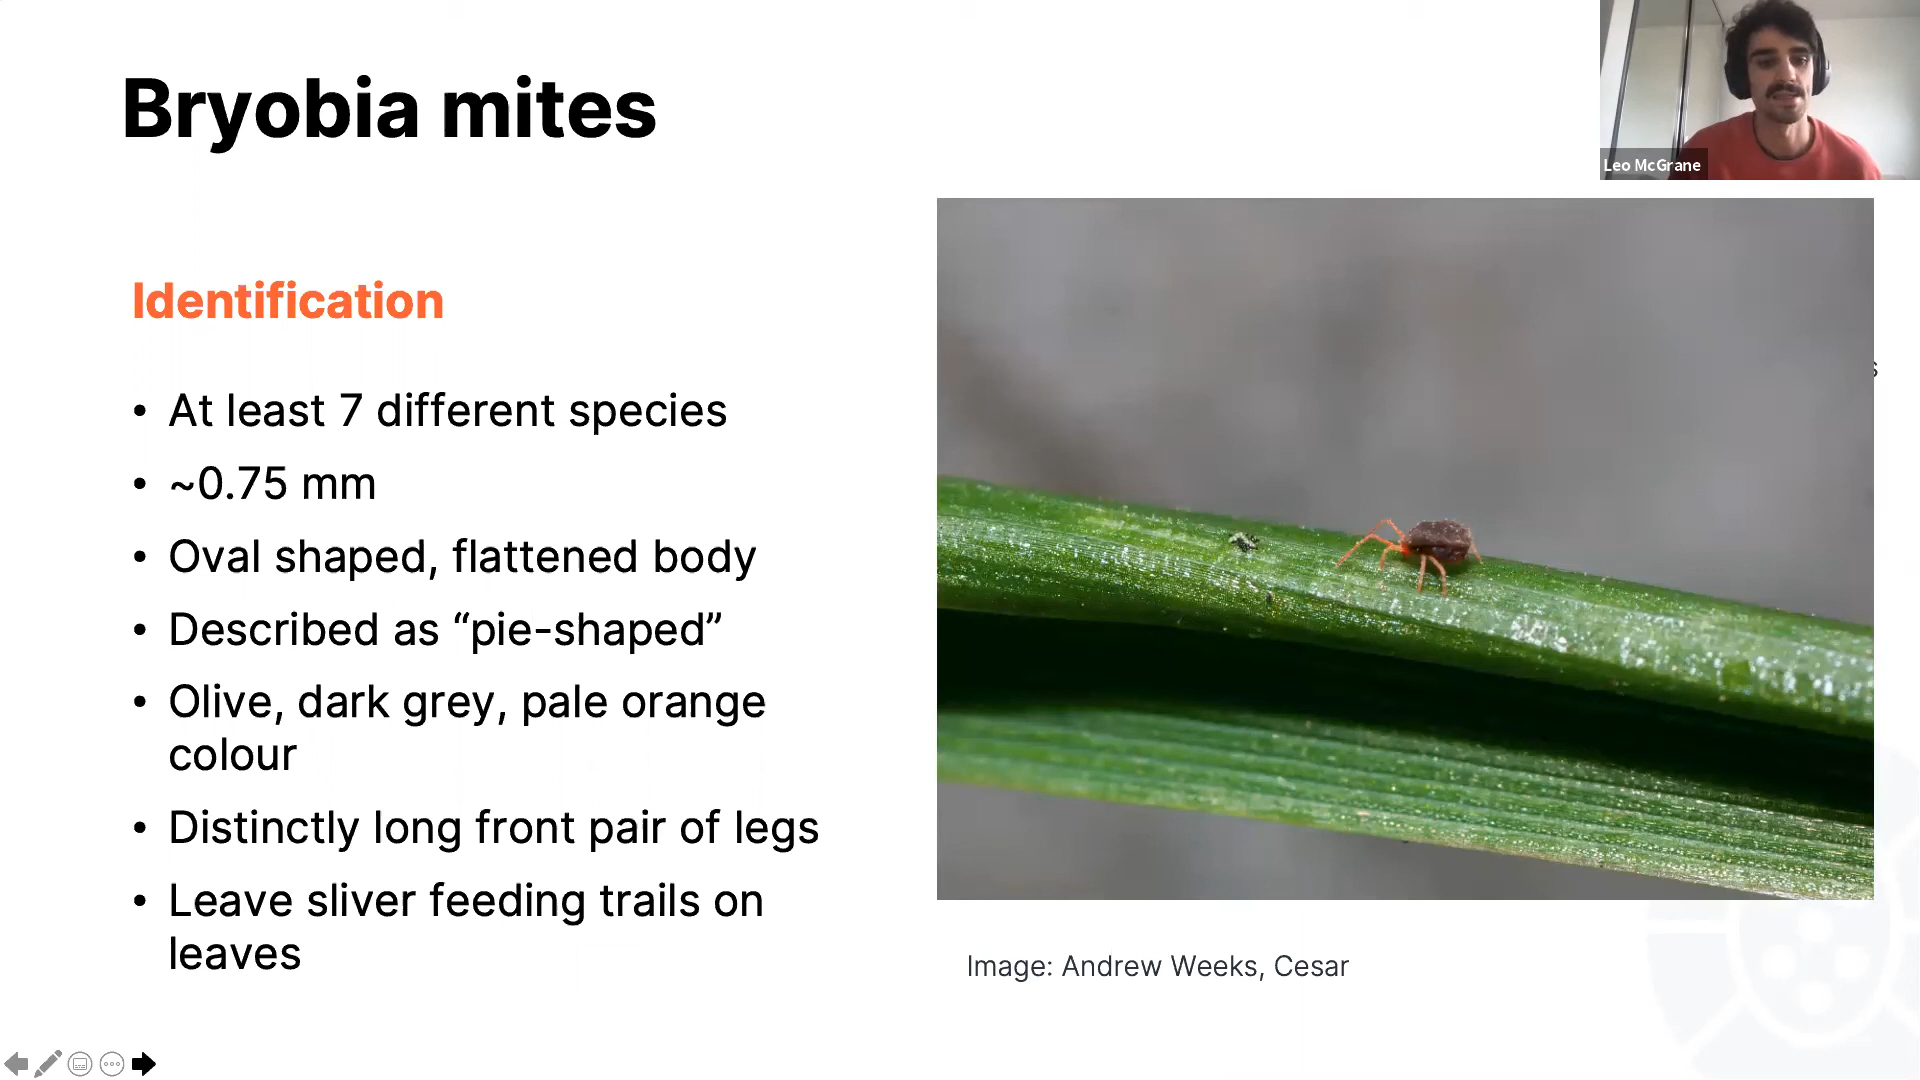 Bryobia mites
Leo McGrane
Identification
• At least 7 different species
• ~0.75 mm
• Oval shaped, flattened body
• Described as “pie-shaped”
• Olive, dark grey, pale orange
colour
• Distinctly long front pair of legs
• Leave sliver feeding trails on
leaves
Image: Andrew Weeks, Cesar